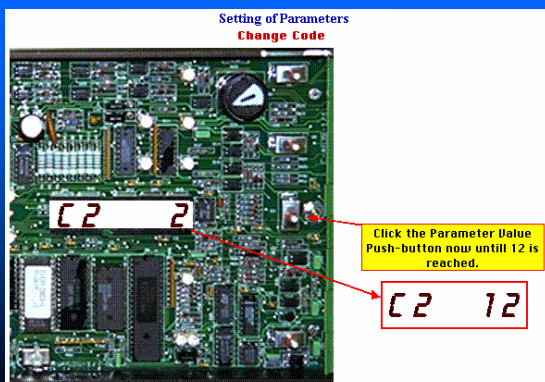 Setting of Parameters
Change Code
C2 2
Click the Parameter Value
Push-button now untill 12 is
reached.
C2 12